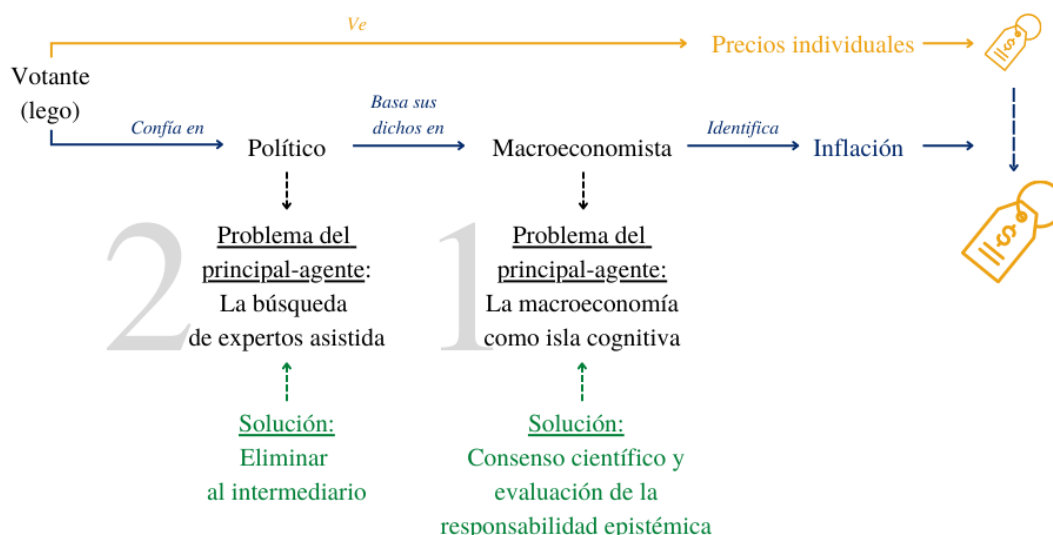 Ve
Precios individuales
Votante
(lego)
Confía en
Político
Basa sus
dichos en
Macroeconomista
Identifica
Inflación
2
Problema del
principal-agente:
La búsqueda
de expertos asistida
1
Problema del
principal-agente:
La macroeconomía
como isla cognitiva
Solución:
Eliminar
al intermediario
Solución:
Consenso científico y
evaluación de la
responsabilidad epistémica